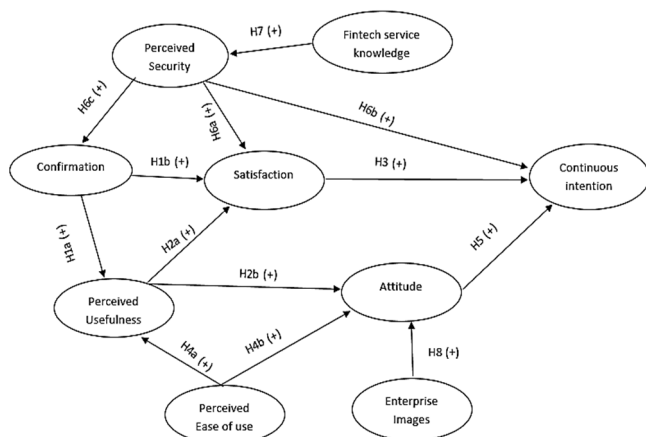 H7 (+)
Fintech service
knowledge
Perceived
Security
H6c (+)
H6a (+)
H6b (+)
Confirmation
H1b (+)
Satisfaction
H3 (+)
Continuous
intention
H1a (+)
H2a (+)
H5 (+)
H2b (+)
Attitude
Perceived
Usefulness
H4a (+)
H4b (+)
H8 (+)
Perceived
Ease of use
Enterprise
Images